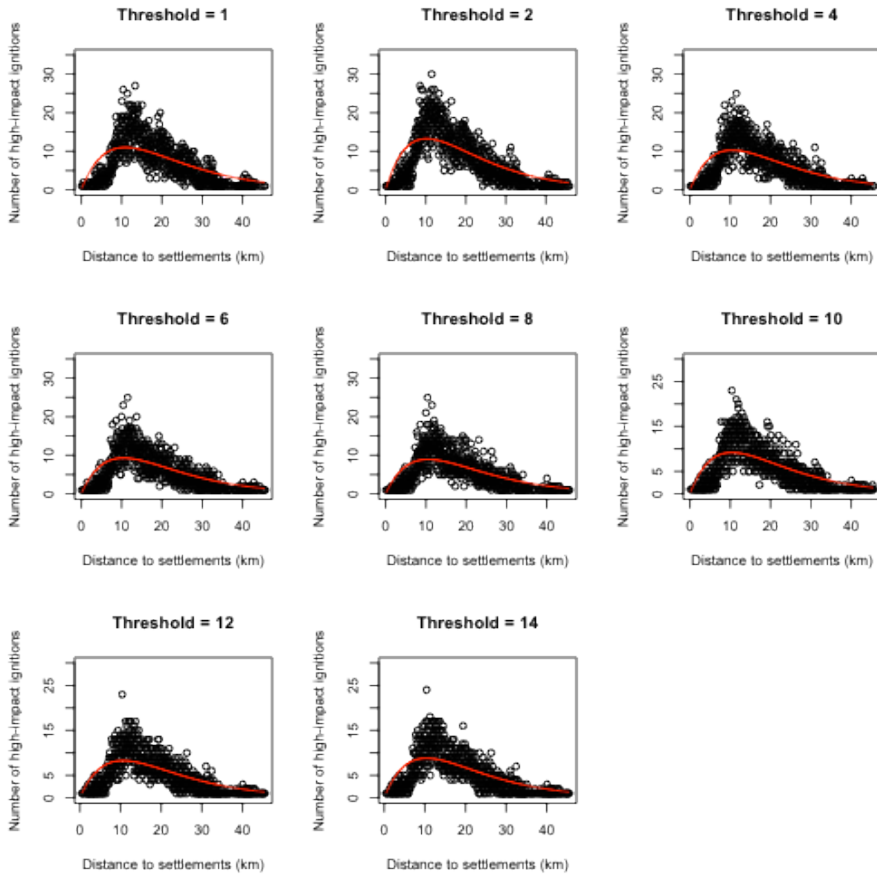 Threshold = 1
Threshold = 2
Threshold = 4
Number of high-impact ignitions
0 10 20 30
0 10 20 30 40
Distance to settlements (km)
Number of high-impact ignitions
0 10 20 30
0 10 20 30 40
Distance to settlements (km)
Number of high-impact ignitions
0 10 20 30
0 10 20 30 40
Distance to settlements (km)
Threshold = 6
Threshold = 8
Threshold = 10
Number of high-impact ignitions
0 10 20 30
0 10 20 30 40
Distance to settlements (km)
Number of high-impact ignitions
0 10 20 30
0 10 20 30 40
Distance to settlements (km)
Number of high-impact ignitions
0 5 15 25
0 10 20 30 40
Distance to settlements (km)
Threshold = 12
Threshold = 14
Number of high-impact ignitions
0 5 15 25
0 10 20 30 40
Distance to settlements (km)
Number of high-impact ignitions
0 5 15 25
0 10 20 30 40
Distance to settlements (km)